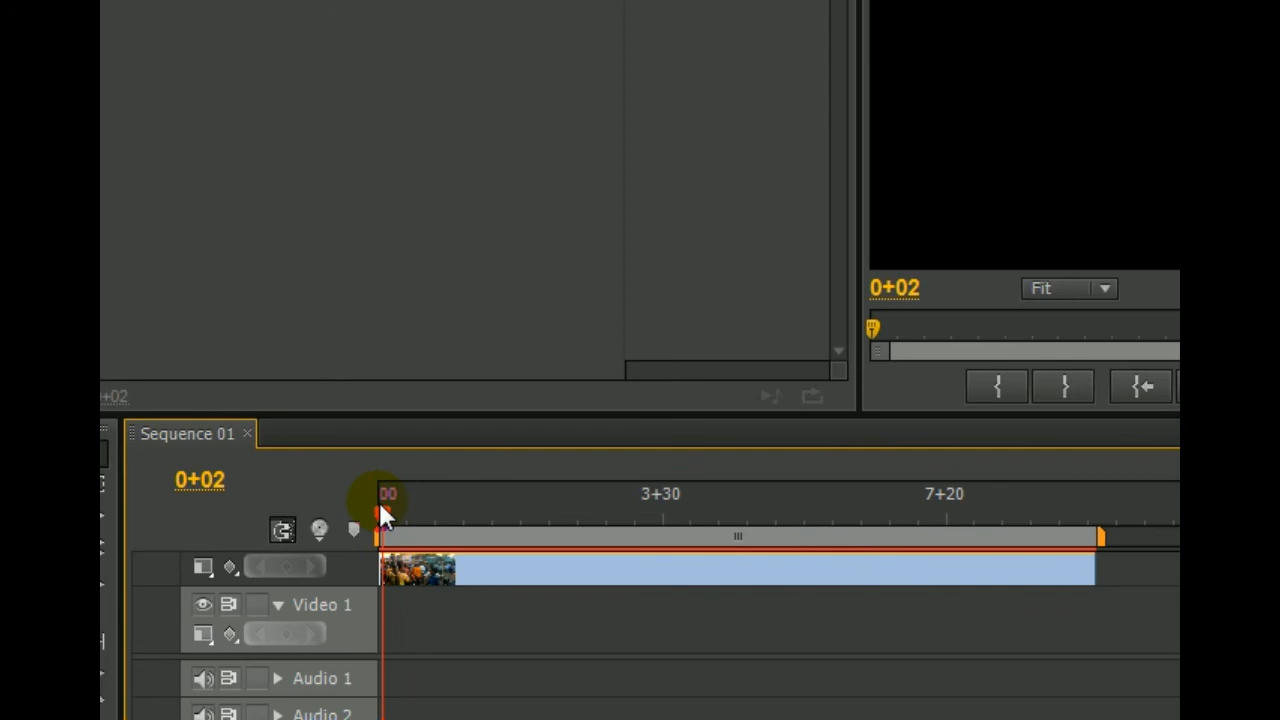 0+02
Fit
+02
Sequence 01
0+02
00
3+30
7+20
Video 1
Audio 1
Audio 2